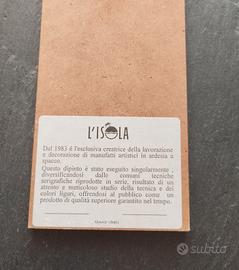 L'ISOLA
Dal 1983 è l'esclusiva creatrice della lavorazione
e decorazione di manufatti artistici in ardesia a
spacco.
Questo dipinto è stato eseguito singolarmente ,
diversificandosi dalle comuni tecniche
serigrafiche riprodotte in serie, risultato di un
attento e meticoloso studio della tecnica e dei
colori liguri, offrendosi al pubblico come un
prodotto di qualità superiore garantito nel tempo.
subito